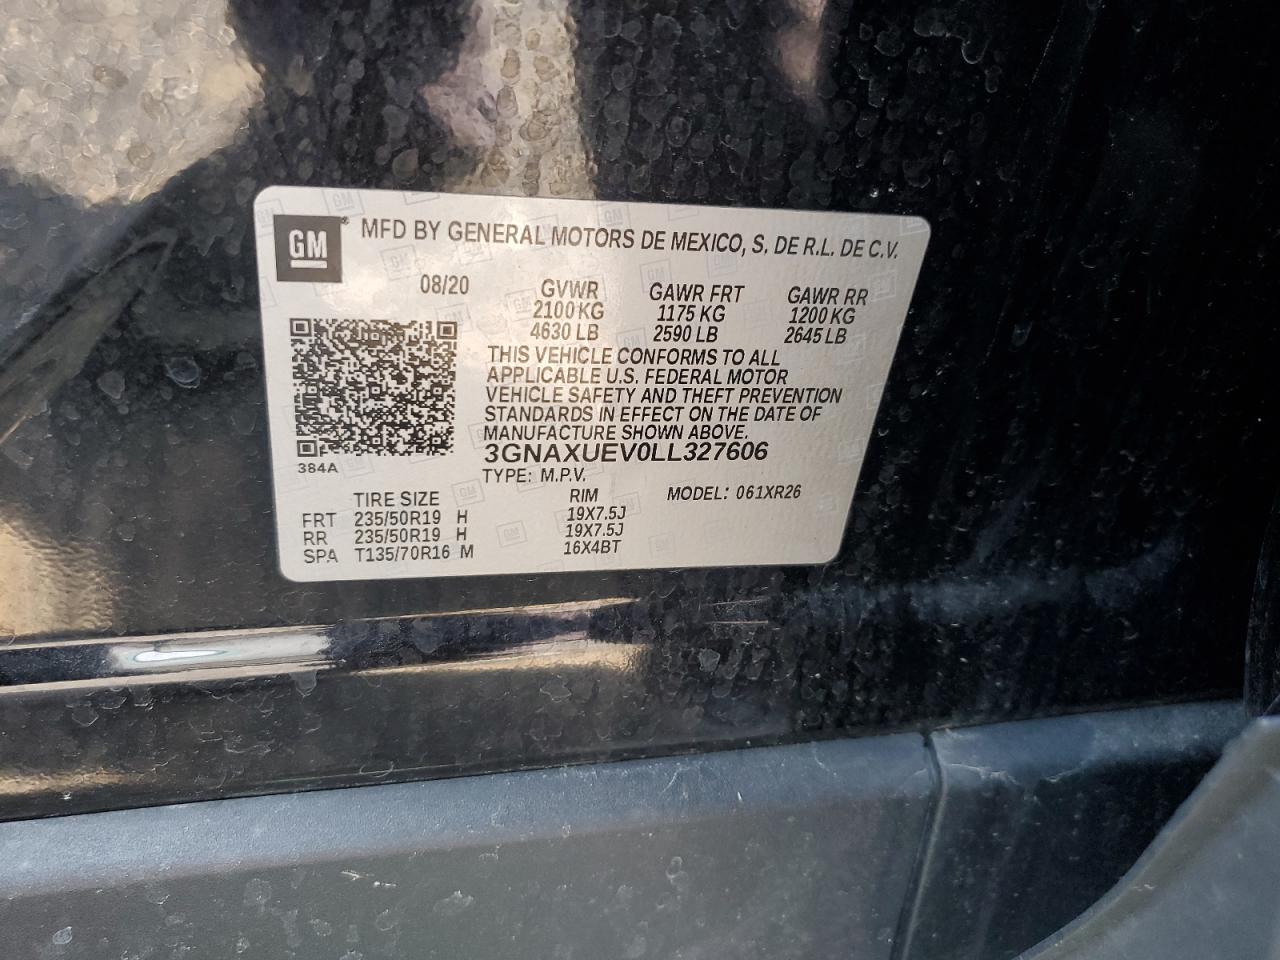 GM® MFD BY GENERAL MOTORS DE MEXICO, S. DE R.L. DE C.V.
08/20 GVWR GAWR FRT GAWR RR
2100 KG 1175 KG 1200 KG
4630 LB 2590 LB 2645 LB
THIS VEHICLE CONFORMS TO ALL
APPLICABLE U.S. FEDERAL MOTOR
VEHICLE SAFETY AND THEFT PREVENTION
STANDARDS IN EFFECT ON THE DATE OF
MANUFACTURE SHOWN ABOVE.
3GNAXUEV0LL327606
384A
TYPE: M.P.V.
TIRE SIZE RIM MODEL: 061XR26
FRT 235/50R19 H 19X7.5J
RR 235/50R19 H 19X7.5J
SPA T135/70R16 M 16X4BT